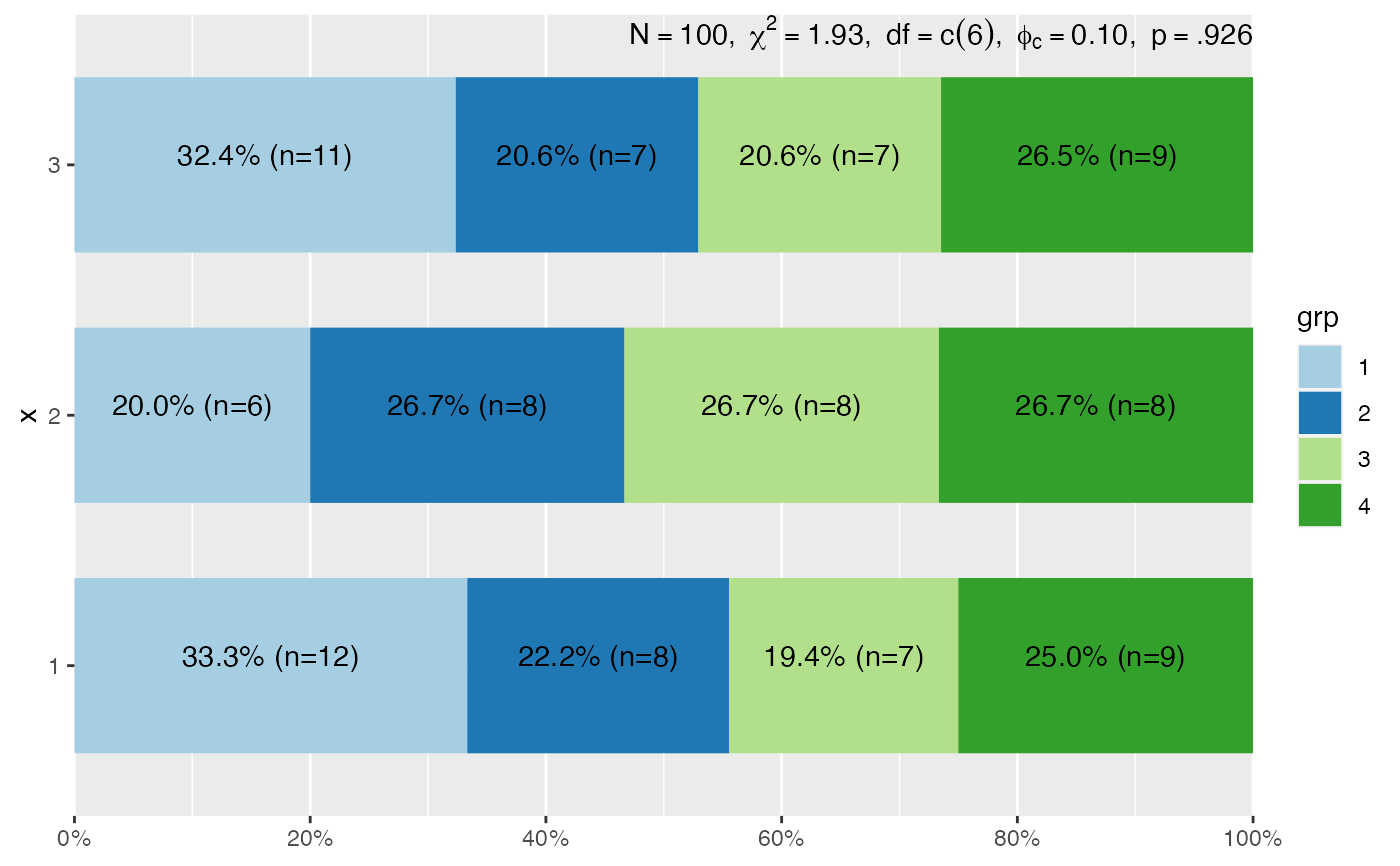 N = 100, χ² = 1.93, df = c(6), ϕc = 0.10, p = .926
3
32.4% (n=11) 20.6% (n=7) 20.6% (n=7) 26.5% (n=9)
grp
1
2
3
4
x
2
20.0% (n=6) 26.7% (n=8) 26.7% (n=8) 26.7% (n=8)
1
33.3% (n=12) 22.2% (n=8) 19.4% (n=7) 25.0% (n=9)
0% 20% 40% 60% 80% 100%